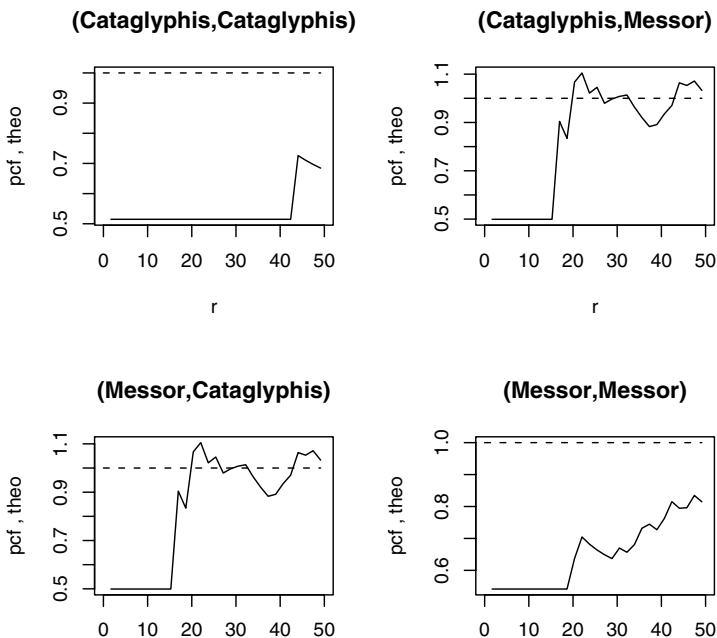 (Cataglyphis,Cataglyphis)
pcf , theo
0.5 0.7 0.9
0 10 20 30 40 50
r
(Cataglyphis,Messor)
pcf , theo
0.5 0.7 0.9 1.1
0 10 20 30 40 50
r
(Messor,Cataglyphis)
pcf , theo
0.5 0.7 0.9 1.1
0 10 20 30 40 50
(Messor,Messor)
pcf , theo
0.6 0.8 1.0
0 10 20 30 40 50